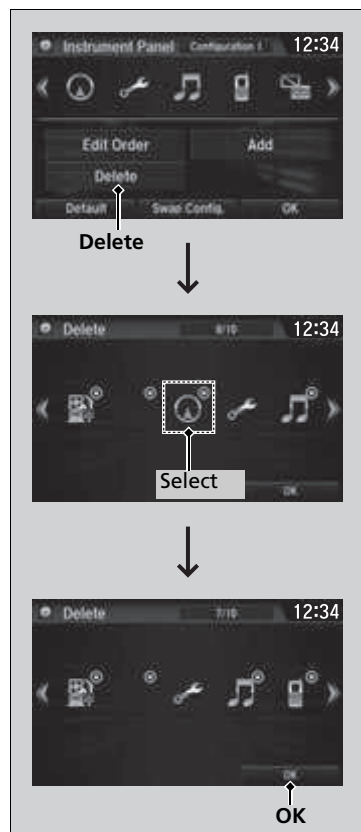 Instrument Panel Configuration 1 12:34
Edit Order Add
Delete
Default Swap Config. OK
Delete
Delete 8/10 12:34
Select
OK
Delete 7/10 12:34
OK
OK